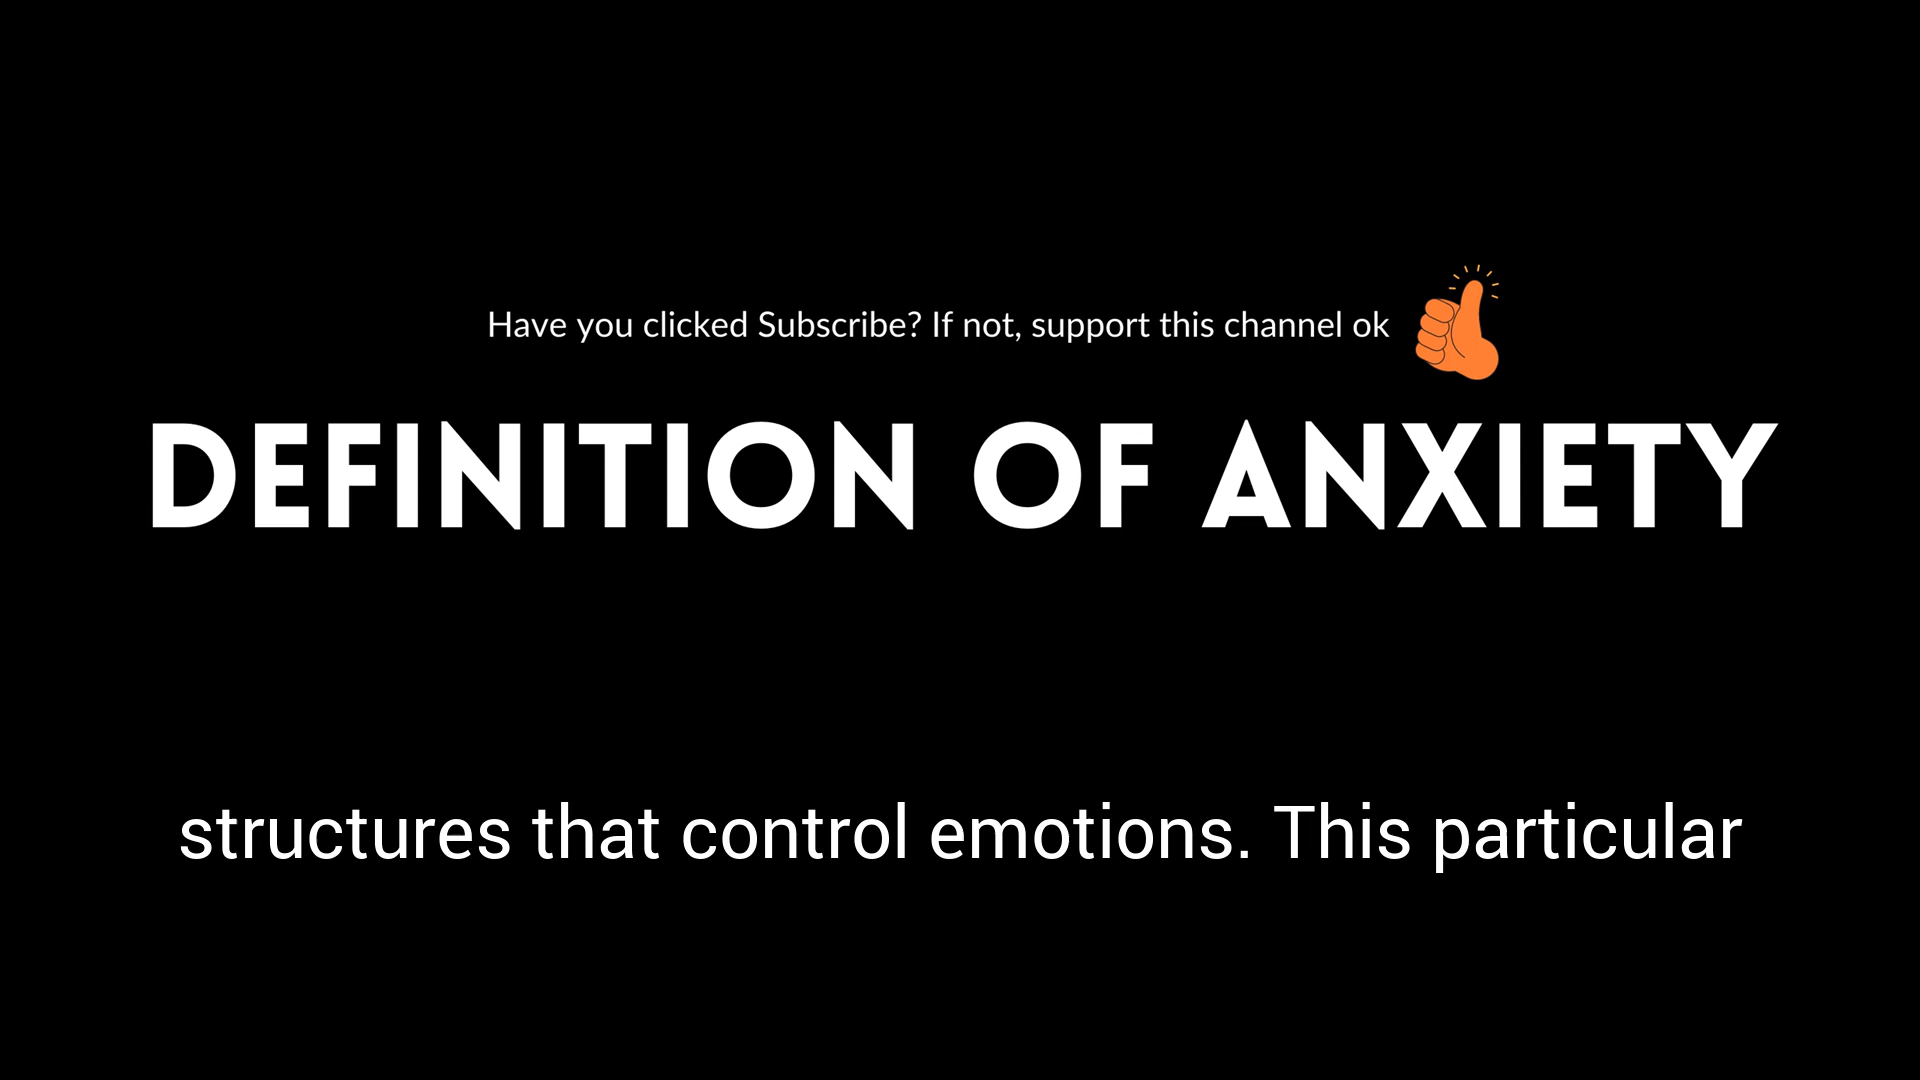 Have you clicked Subscribe? If not, support this channel ok
DEFINITION OF ANXIETY
structures that control emotions. This particular